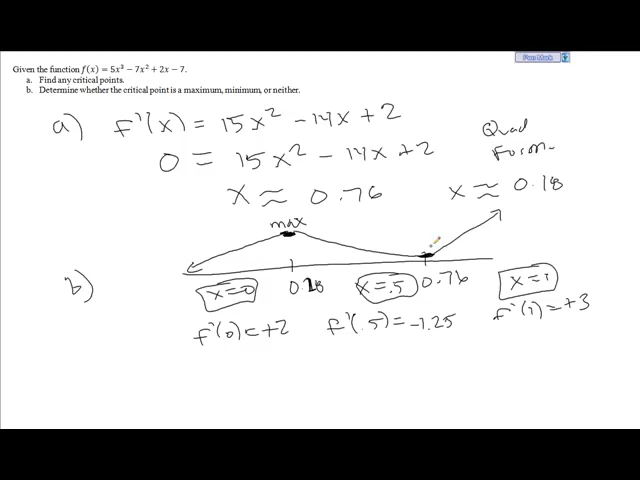 Pen Mark
Given the function f(x) = 5x³ − 7x² + 2x − 7.
a. Find any critical points.
b. Determine whether the critical point is a maximum, minimum, or neither.
a) f'(x) = 15x² − 14x + 2
Quad
Form.
0 = 15x² − 14x + 2
x ≈ 0.76
x ≈ 0.18
max
b)
x=0 0.18 x=.5 0.76 x=1
f'(0) = +2 f'(.5) = −1.25 f'(1) = +3